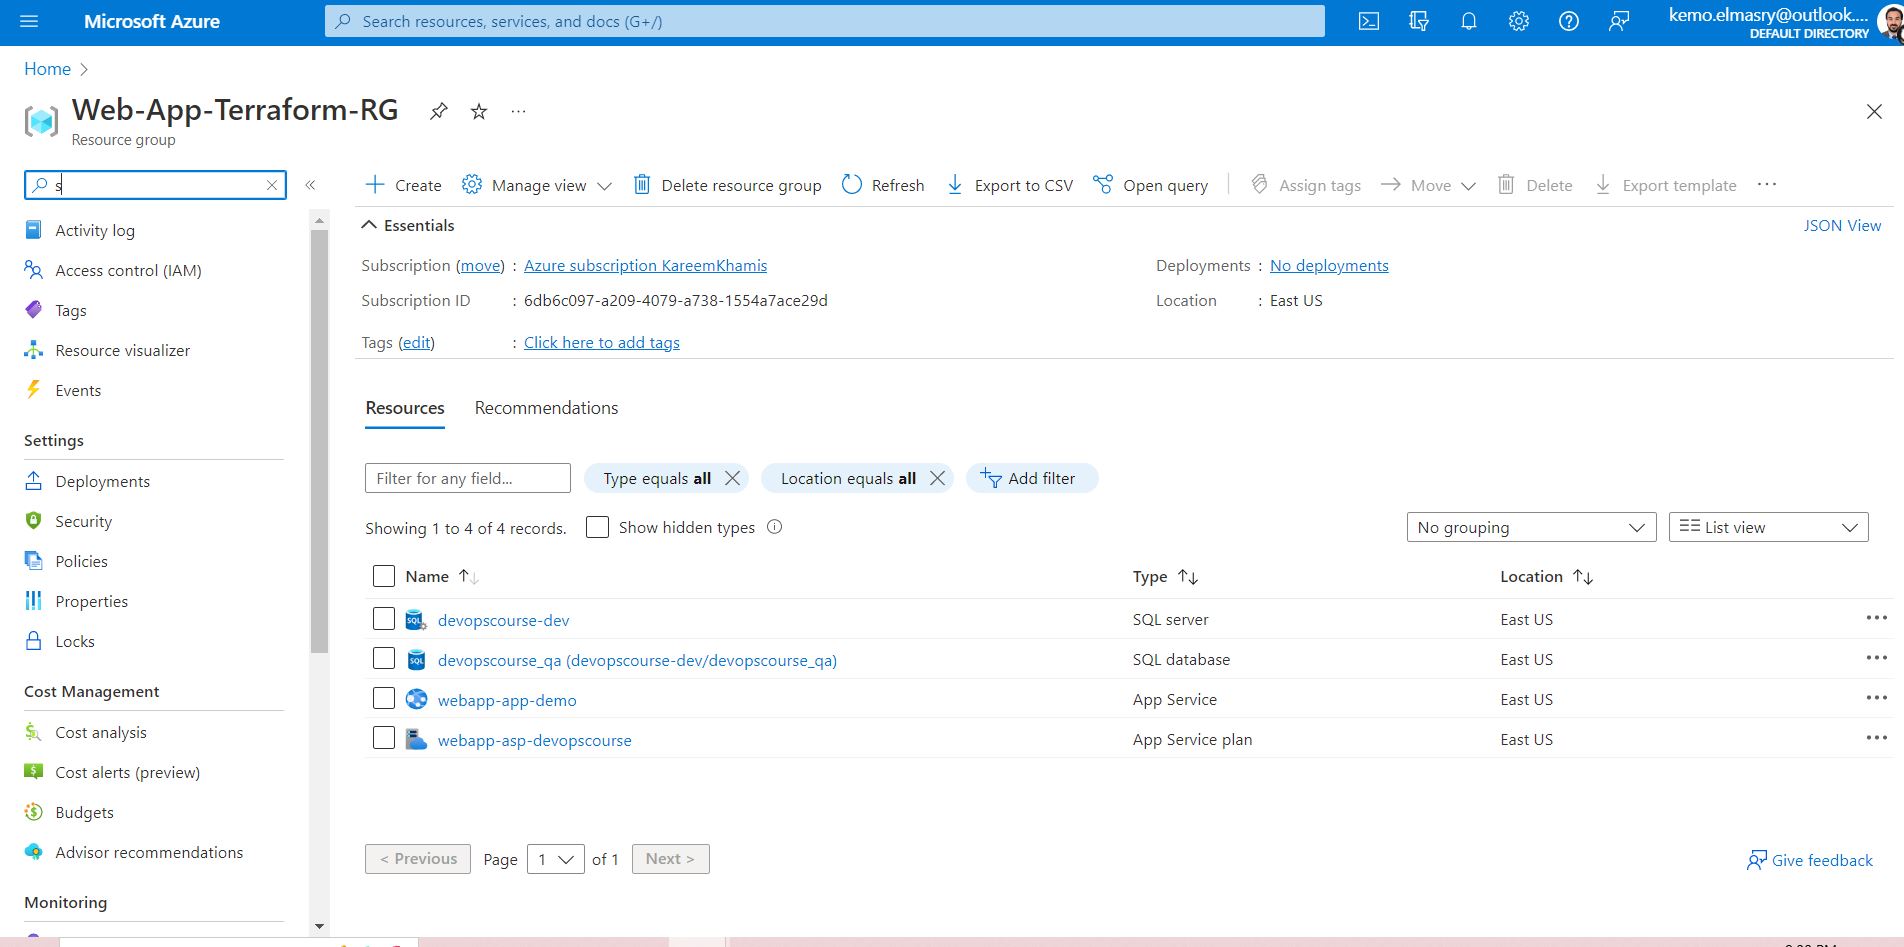 Microsoft Azure
Search resources, services, and docs (G+/)
kemo.elmasry@outlook....
DEFAULT DIRECTORY
Home
Web-App-Terraform-RG
Resource group
s
Create
Manage view
Delete resource group
Refresh
Export to CSV
Open query
Assign tags
Move
Delete
Export template
Essentials
JSON View
Subscription (move) : Azure subscription KareemKhamis
Deployments : No deployments
Subscription ID : 6db6c097-a209-4079-a738-1554a7ace29d
Location : East US
Tags (edit) : Click here to add tags
Activity log
Access control (IAM)
Tags
Resource visualizer
Events
Settings
Deployments
Security
Policies
Properties
Locks
Cost Management
Cost analysis
Cost alerts (preview)
Budgets
Advisor recommendations
Monitoring
Resources
Recommendations
Filter for any field...
Type equals all
Location equals all
Add filter
Showing 1 to 4 of 4 records.
Show hidden types
No grouping
List view
Name
Type
Location
SQL
devopscourse-dev
SQL server
East US
SQL
devopscourse_qa (devopscourse-dev/devopscourse_qa)
SQL database
East US
webapp-app-demo
App Service
East US
webapp-asp-devopscourse
App Service plan
East US
< Previous
Page
1
of 1
Next >
Give feedback